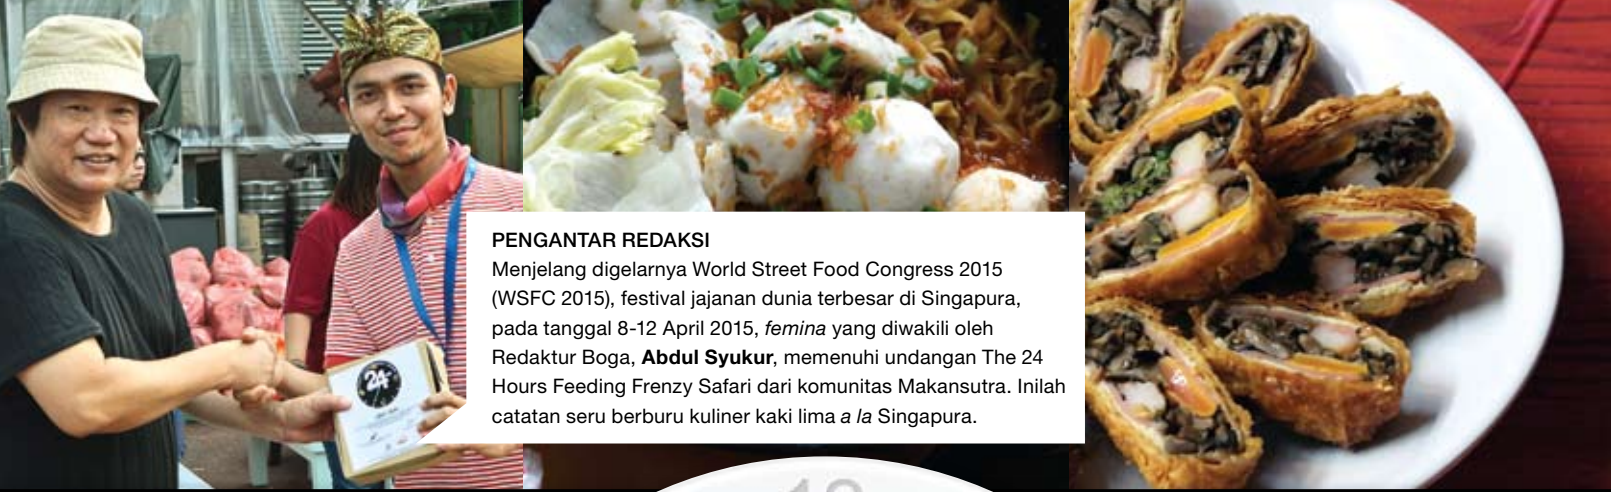 PENGANTAR REDAKSI
Menjelang digelarnya World Street Food Congress 2015
(WSFC 2015), festival jajanan dunia terbesar di Singapura,
pada tanggal 8-12 April 2015, femina yang diwakili oleh
Redaktur Boga, Abdul Syukur, memenuhi undangan The 24
Hours Feeding Frenzy Safari dari komunitas Makansutra. Inilah
catatan seru berburu kuliner kaki lima a la Singapura.
24
12